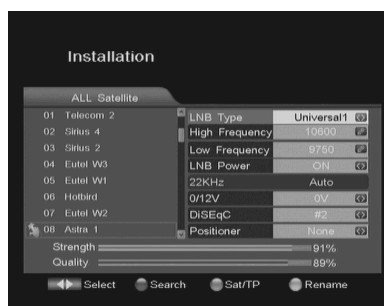 Installation
ALL Satellite
01 Telecom 2
02 Sirius 4
03 Sirius 2
04 Eutel W3
05 Eutel W1
06 Hotbird
07 Eutel W2
08 Astra 1
LNB Type Universal1
High Frequency 10600
Low Frequency 9750
LNB Power ON
22KHz Auto
0/12V 0V
DiSEqC #2
Positioner None
Strength 91%
Quality 89%
Select Search Sat/TP Rename